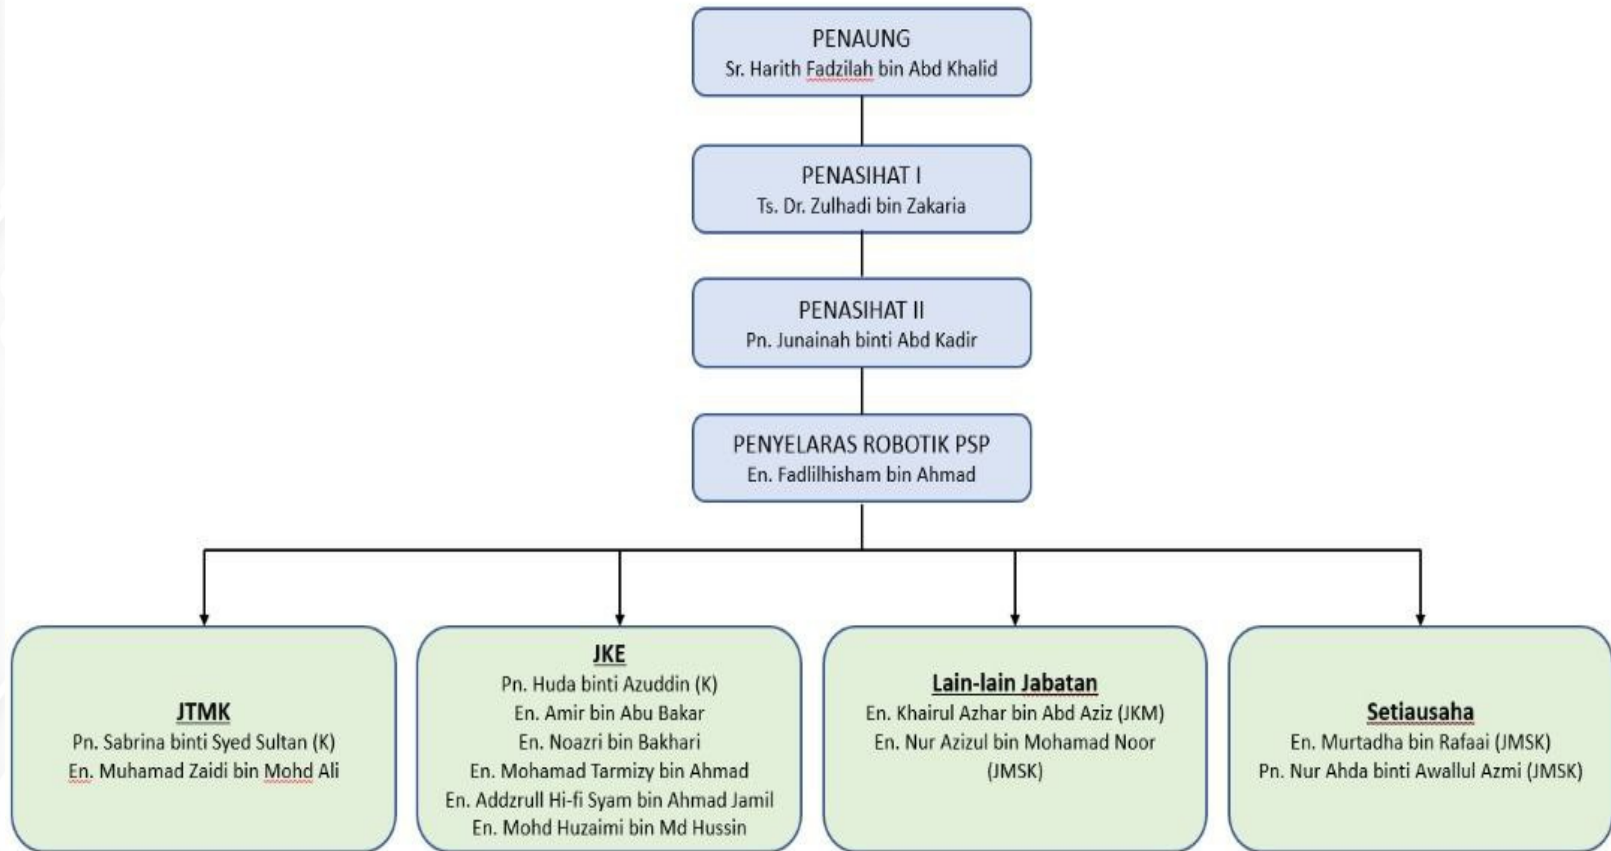 PENAUNG
Sr. Harith Fadzilah bin Abd Khalid
PENASIHAT I
Ts. Dr. Zulhadi bin Zakaria
PENASIHAT II
Pn. Junainah binti Abd Kadir
PENYELARAS ROBOTIK PSP
En. Fadlilhisham bin Ahmad
JTMK
Pn. Sabrina binti Syed Sultan (K)
En. Muhamad Zaidi bin Mohd Ali
JKE
Pn. Huda binti Azuddin (K)
En. Amir bin Abu Bakar
En. Noazri bin Bakhari
En. Mohamad Tarmizy bin Ahmad
En. Addzrull Hi-fi Syam bin Ahmad Jamil
En. Mohd Huzaimi bin Md Hussin
Lain-lain Jabatan
En. Khairul Azhar bin Abd Aziz (JKM)
En. Nur Azizul bin Mohamad Noor
(JMSK)
Setiausaha
En. Murtadha bin Rafaai (JMSK)
Pn. Nur Ahda binti Awallul Azmi (JMSK)